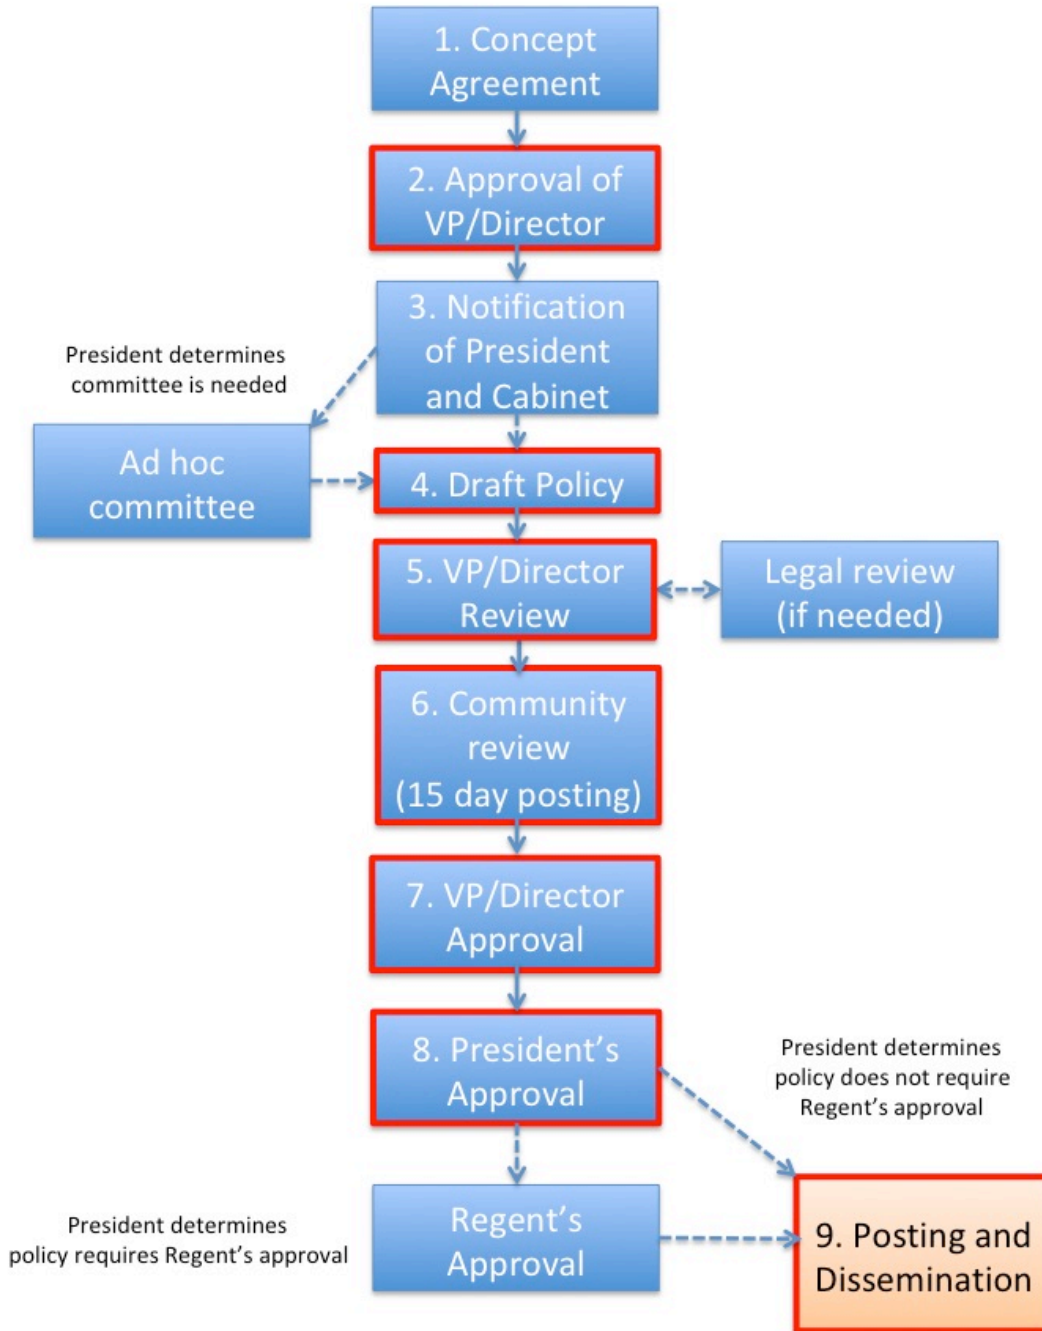 1. Concept
Agreement
2. Approval of
VP/Director
3. Notification
of President
and Cabinet
President determines
committee is needed
Ad hoc
committee
4. Draft Policy
5. VP/Director
Review
Legal review
(if needed)
6. Community
review
(15 day posting)
7. VP/Director
Approval
8. President’s
Approval
President determines
policy does not require
Regent’s approval
President determines
policy requires Regent’s approval
Regent’s
Approval
9. Posting and
Dissemination